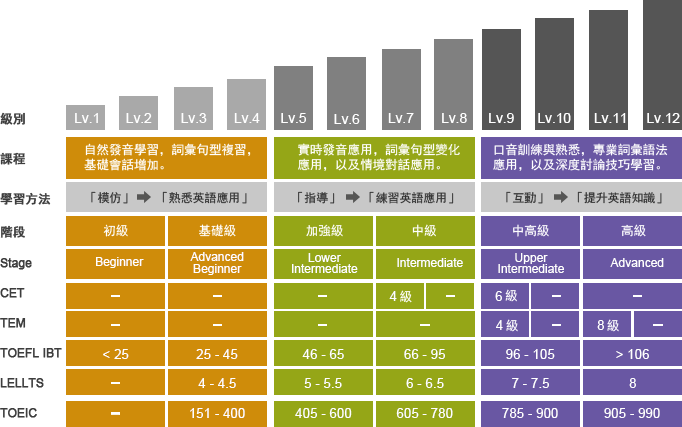 級別 Lv.1 Lv.2 Lv.3 Lv.4 Lv.5 Lv.6 Lv.7 Lv.8 Lv.9 Lv.10 Lv.11 Lv.12
課程
自然發音學習，詞彙句型複習，
基礎會話增加。
實時發音應用，詞彙句型變化
應用，以及情境對話應用。
口音訓練與熟悉，專業詞彙語法
應用，以及深度討論技巧學習。
學習方法 「模仿」➡「熟悉英語應用」 「指導」➡「練習英語應用」 「互動」➡「提升英語知識」
階段 初級 基礎級 加強級 中級 中高級 高級
Stage Beginner
Advanced
Beginner
Lower
Intermediate
Intermediate
Upper
Intermediate
Advanced
CET – – – 4 級 – 6 級 – –
TEM – – – – 4 級 – 8 級 –
TOEFL IBT < 25 25 - 45 46 - 65 66 - 95 96 - 105 > 106
LELLTS – 4 - 4.5 5 - 5.5 6 - 6.5 7 - 7.5 8
TOEIC – 151 - 400 405 - 600 605 - 780 785 - 900 905 - 990